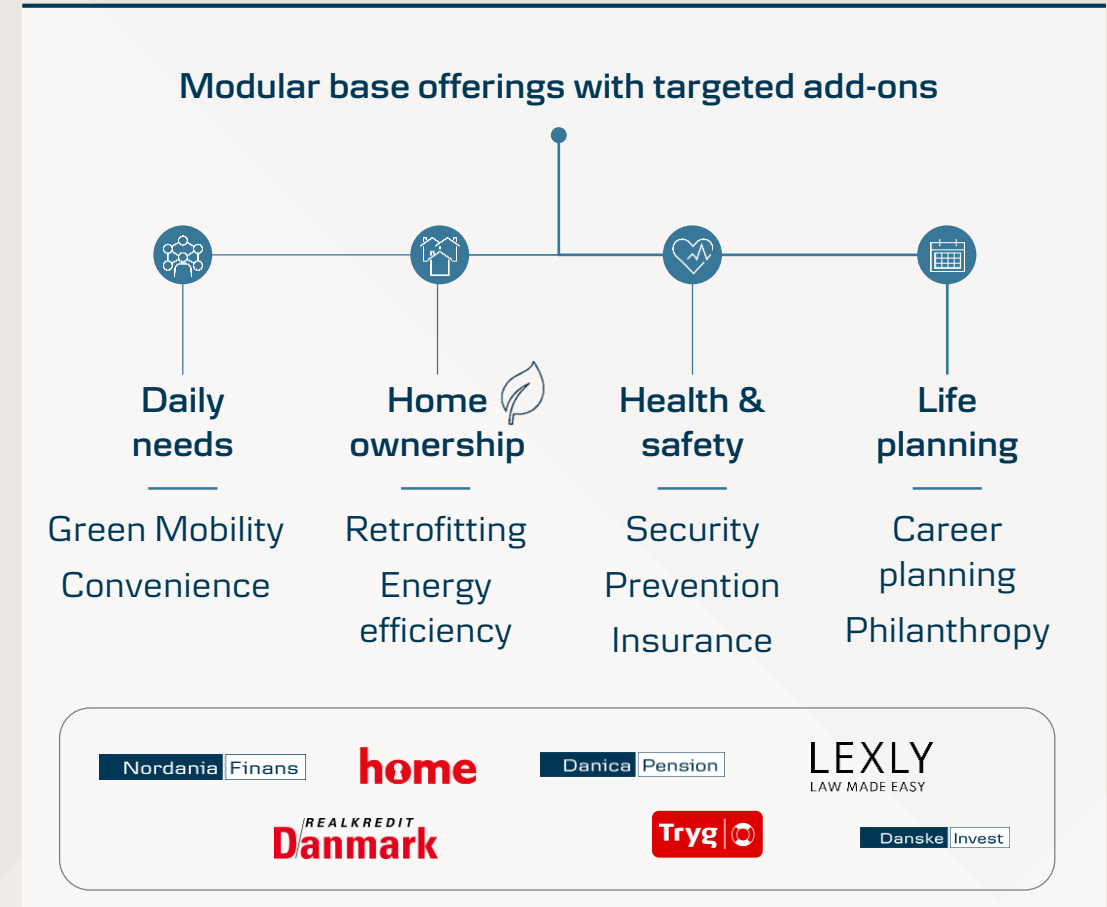 Modular base offerings with targeted add-ons
Daily
needs
Green Mobility
Convenience
Home
ownership
Retrofitting
Energy
efficiency
Health &
safety
Security
Prevention
Insurance
Life
planning
Career
planning
Philanthropy
Nordania Finans
home
Danica Pension
LEXLY
LAW MADE EASY
REALKREDIT
Danmark
Tryg
Danske Invest